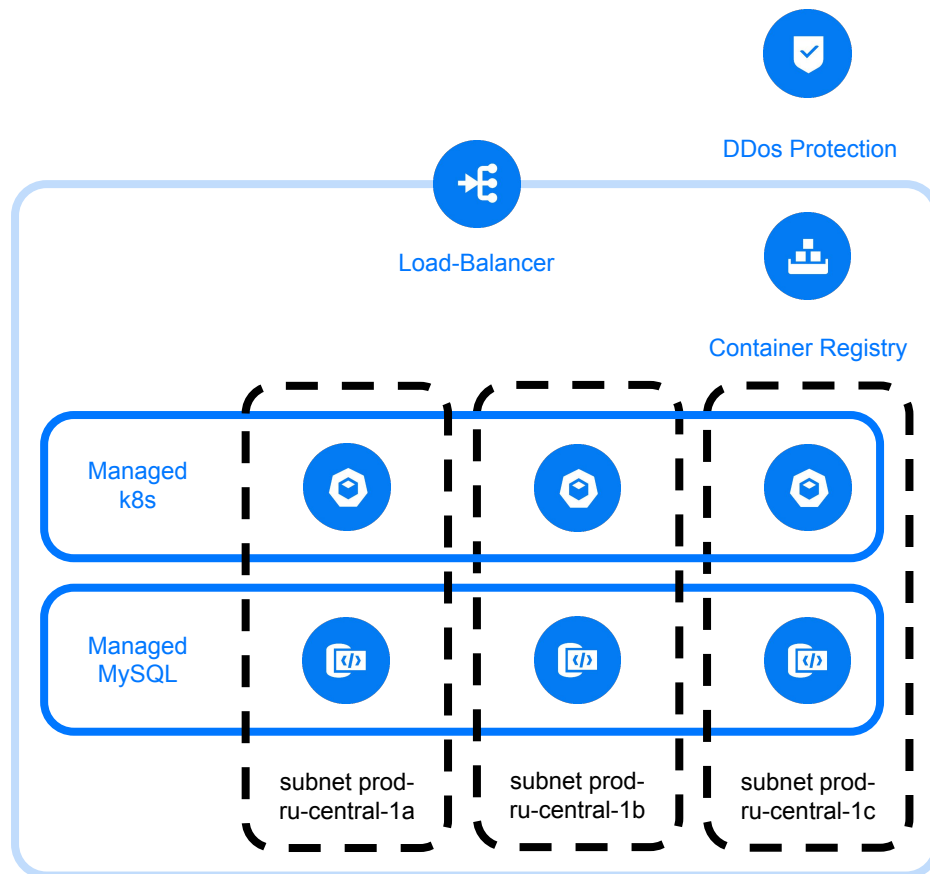 DDos Protection
Load-Balancer
Container Registry
Managed
k8s
Managed
MySQL
subnet prod-
ru-central-1a
subnet prod-
ru-central-1b
subnet prod-
ru-central-1c